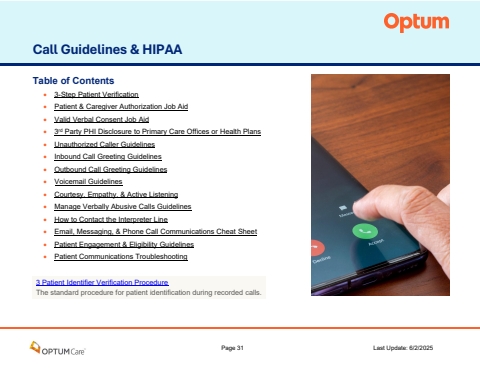 Optum
Call Guidelines & HIPAA
Table of Contents
• 3-Step Patient Verification
• Patient & Caregiver Authorization Job Aid
• Valid Verbal Consent Job Aid
• 3rd Party PHI Disclosure to Primary Care Offices or Health Plans
• Unauthorized Caller Guidelines
• Inbound Call Greeting Guidelines
• Outbound Call Greeting Guidelines
• Voicemail Guidelines
• Courtesy, Empathy, & Active Listening
• Manage Verbally Abusive Calls Guidelines
• How to Contact the Interpreter Line
• Email, Messaging, & Phone Call Communications Cheat Sheet
• Patient Engagement & Eligibility Guidelines
• Patient Communications Troubleshooting
Accept
Decline
3 Patient Identifier Verification Procedure
The standard procedure for patient identification during recorded calls.
OPTUMCare
Page 31
Last Update: 6/2/2025